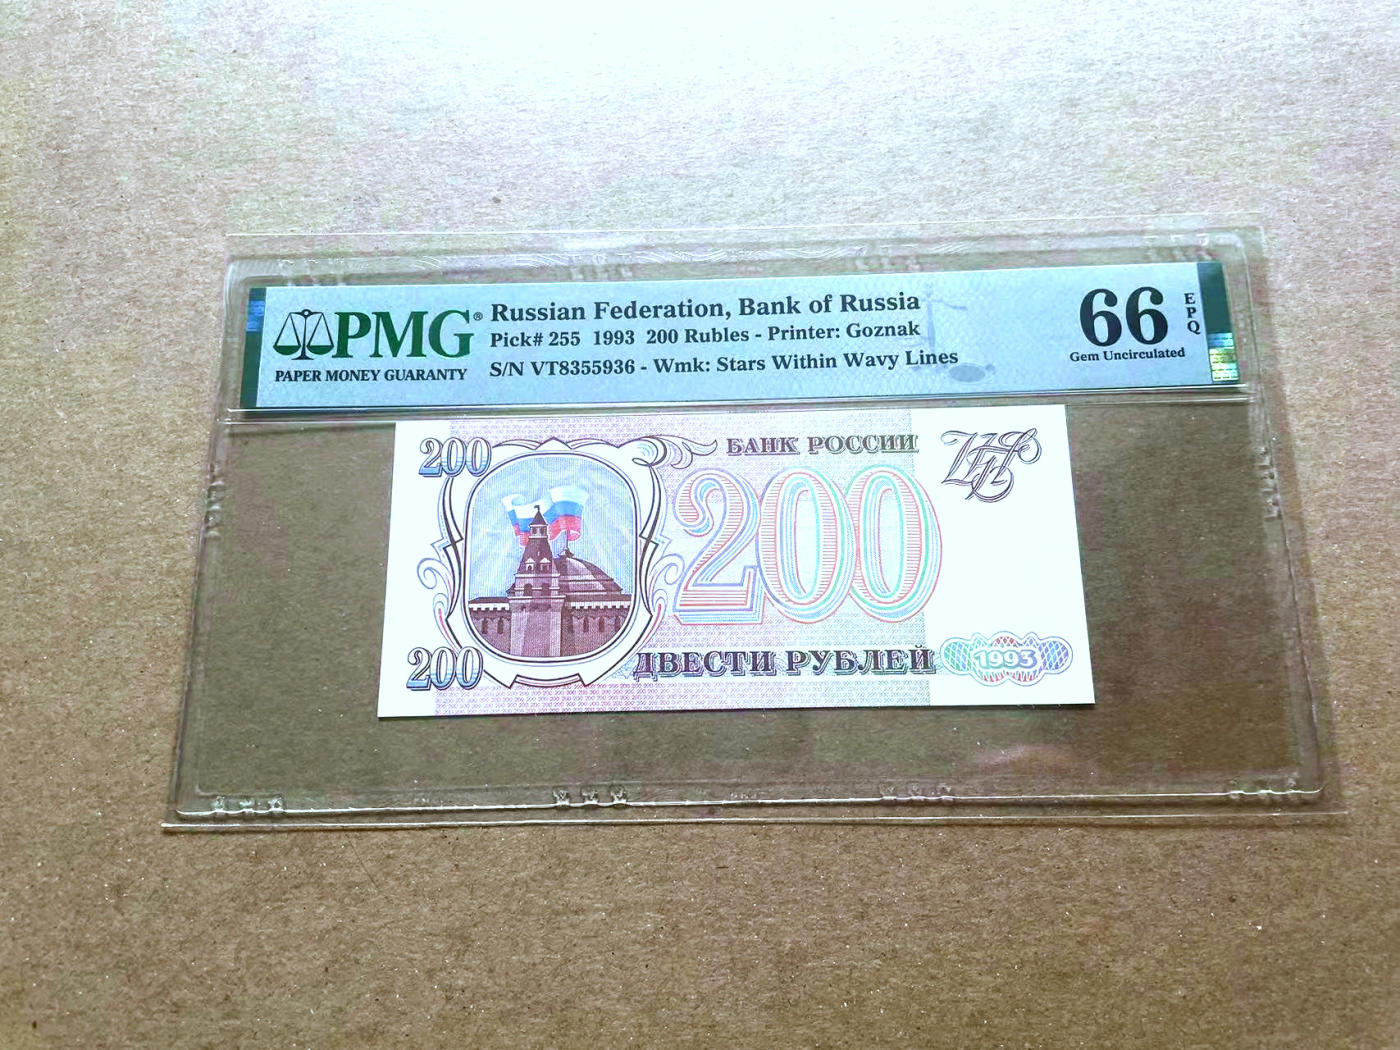 PMG®
PAPER MONEY GUARANTY
Russian Federation, Bank of Russia
Pick# 255 1993 200 Rubles - Printer: Goznak
S/N VT8355936 - Wmk: Stars Within Wavy Lines
66
EPQ
Gem Uncirculated
200
БАНК РОССИИ
200
200
ДВЕСТИ РУБЛЕЙ
1993